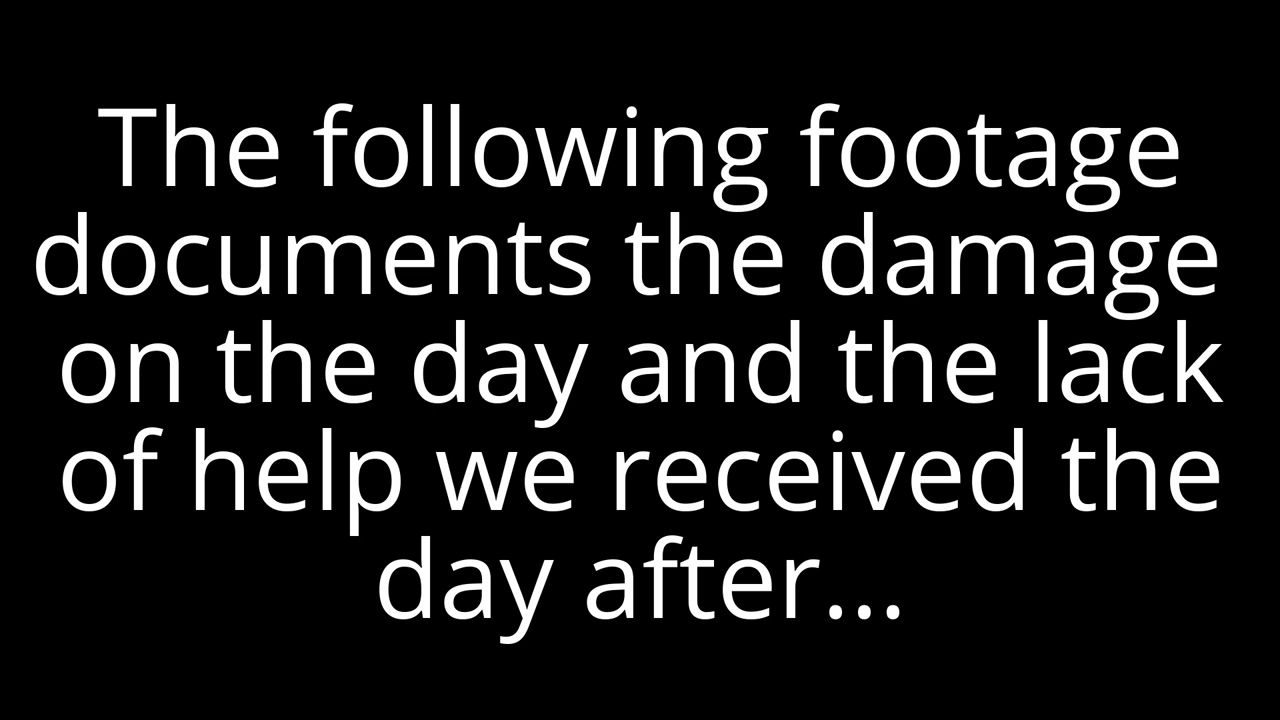 The following footage
documents the damage
on the day and the lack
of help we received the
day after...